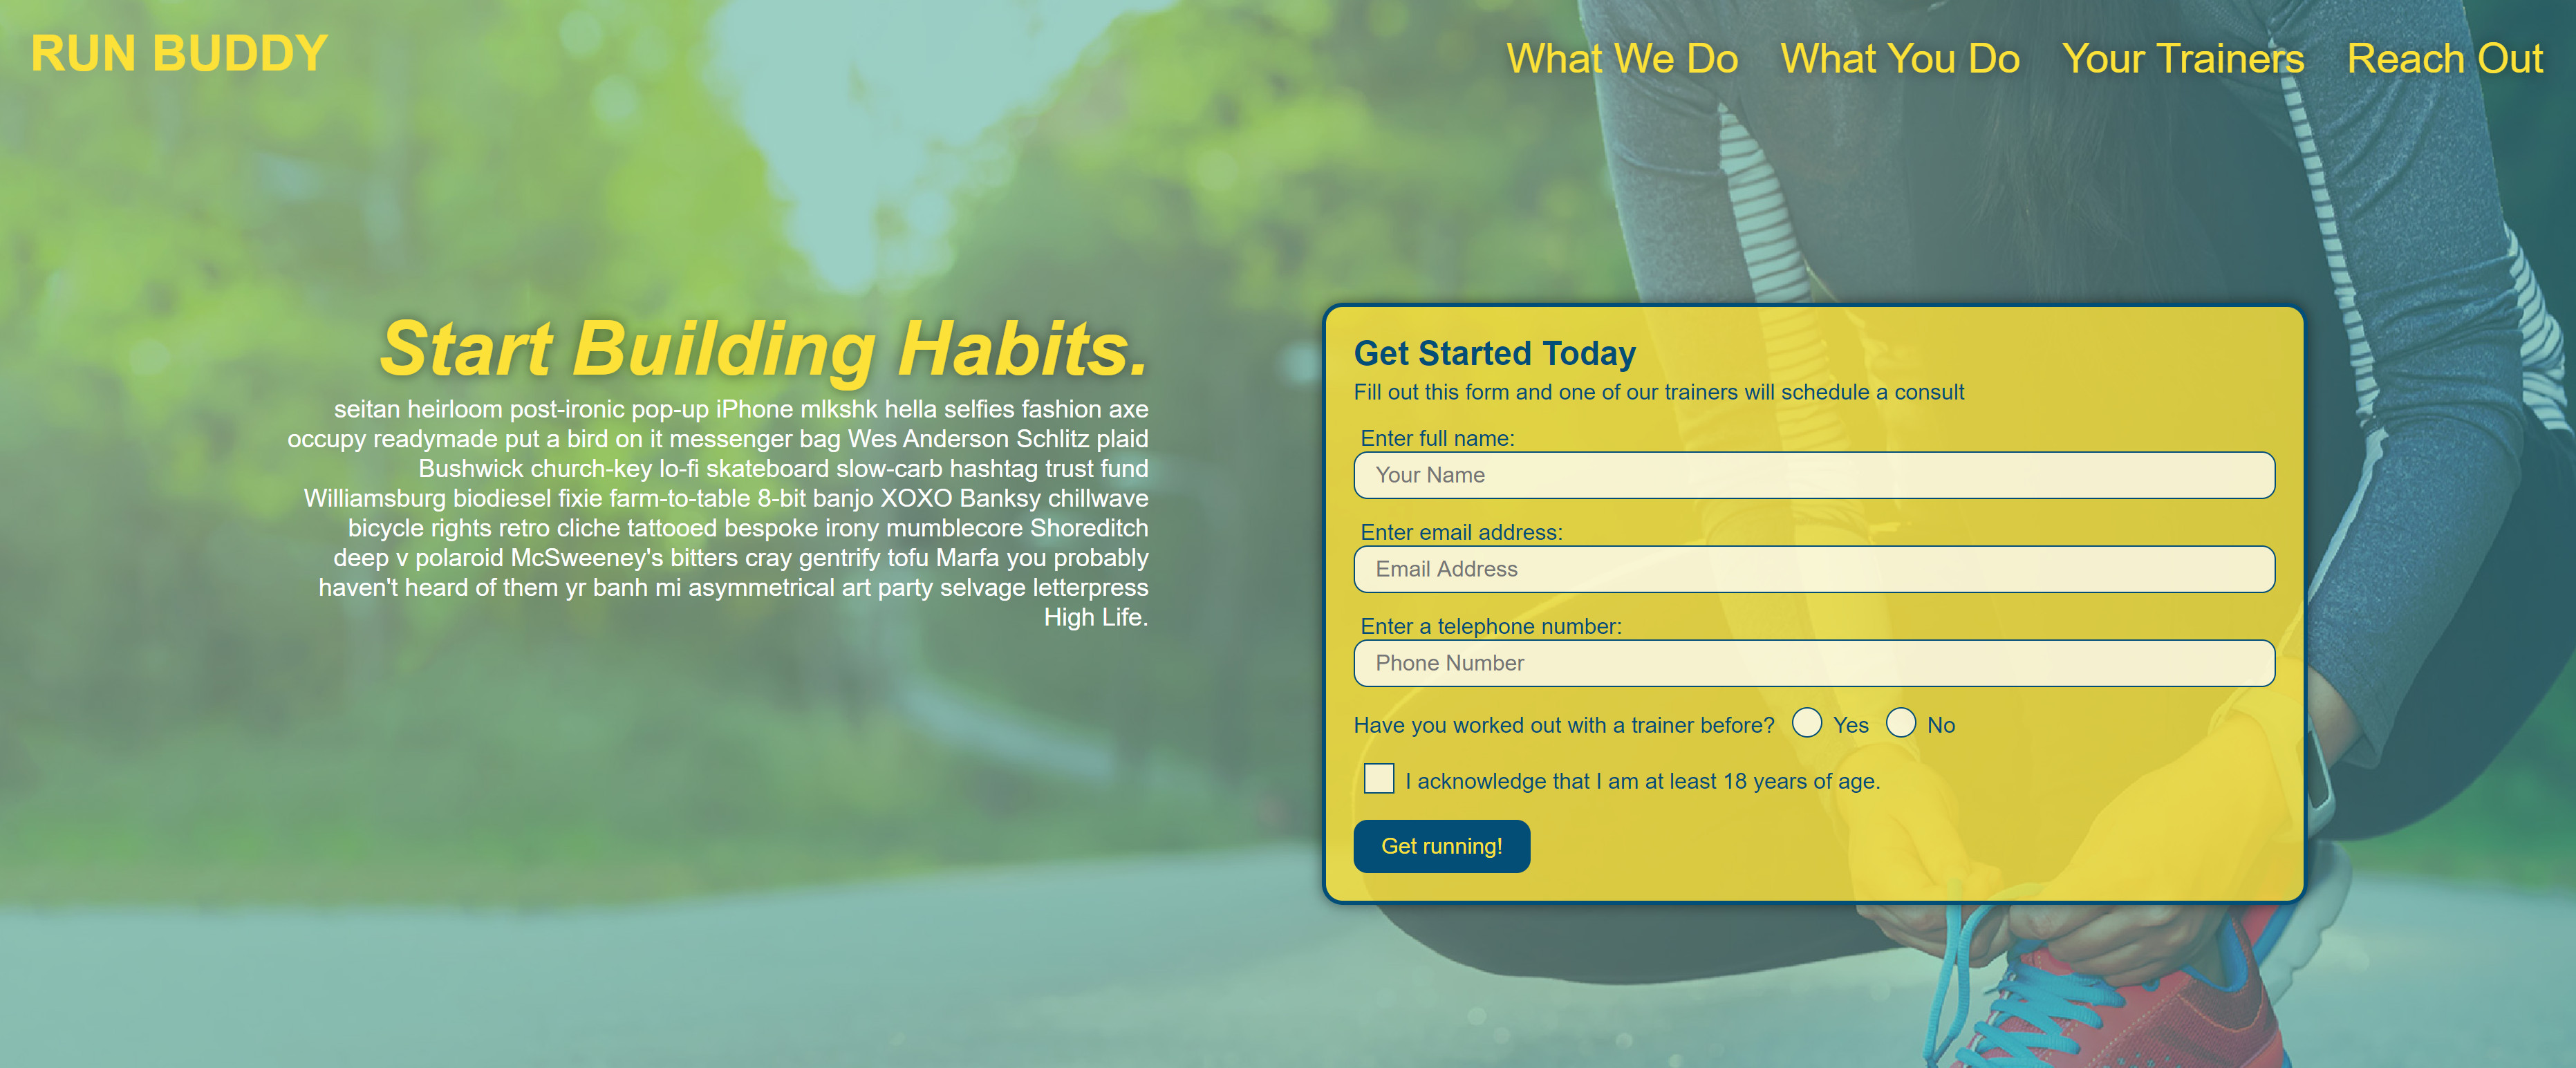 RUN BUDDY
What We Do What You Do Your Trainers Reach Out
Start Building Habits.
seitan heirloom post-ironic pop-up iPhone mlkshk hella selfies fashion axe
occupy readymade put a bird on it messenger bag Wes Anderson Schlitz plaid
Bushwick church-key lo-fi skateboard slow-carb hashtag trust fund
Williamsburg biodiesel fixie farm-to-table 8-bit banjo XOXO Banksy chillwave
bicycle rights retro cliche tattooed bespoke irony mumblecore Shoreditch
deep v polaroid McSweeney's bitters cray gentrify tofu Marfa you probably
haven't heard of them yr banh mi asymmetrical art party selvage letterpress
High Life.
Get Started Today
Fill out this form and one of our trainers will schedule a consult
Enter full name:
Your Name
Enter email address:
Email Address
Enter a telephone number:
Phone Number
Have you worked out with a trainer before? Yes No
I acknowledge that I am at least 18 years of age.
Get running!